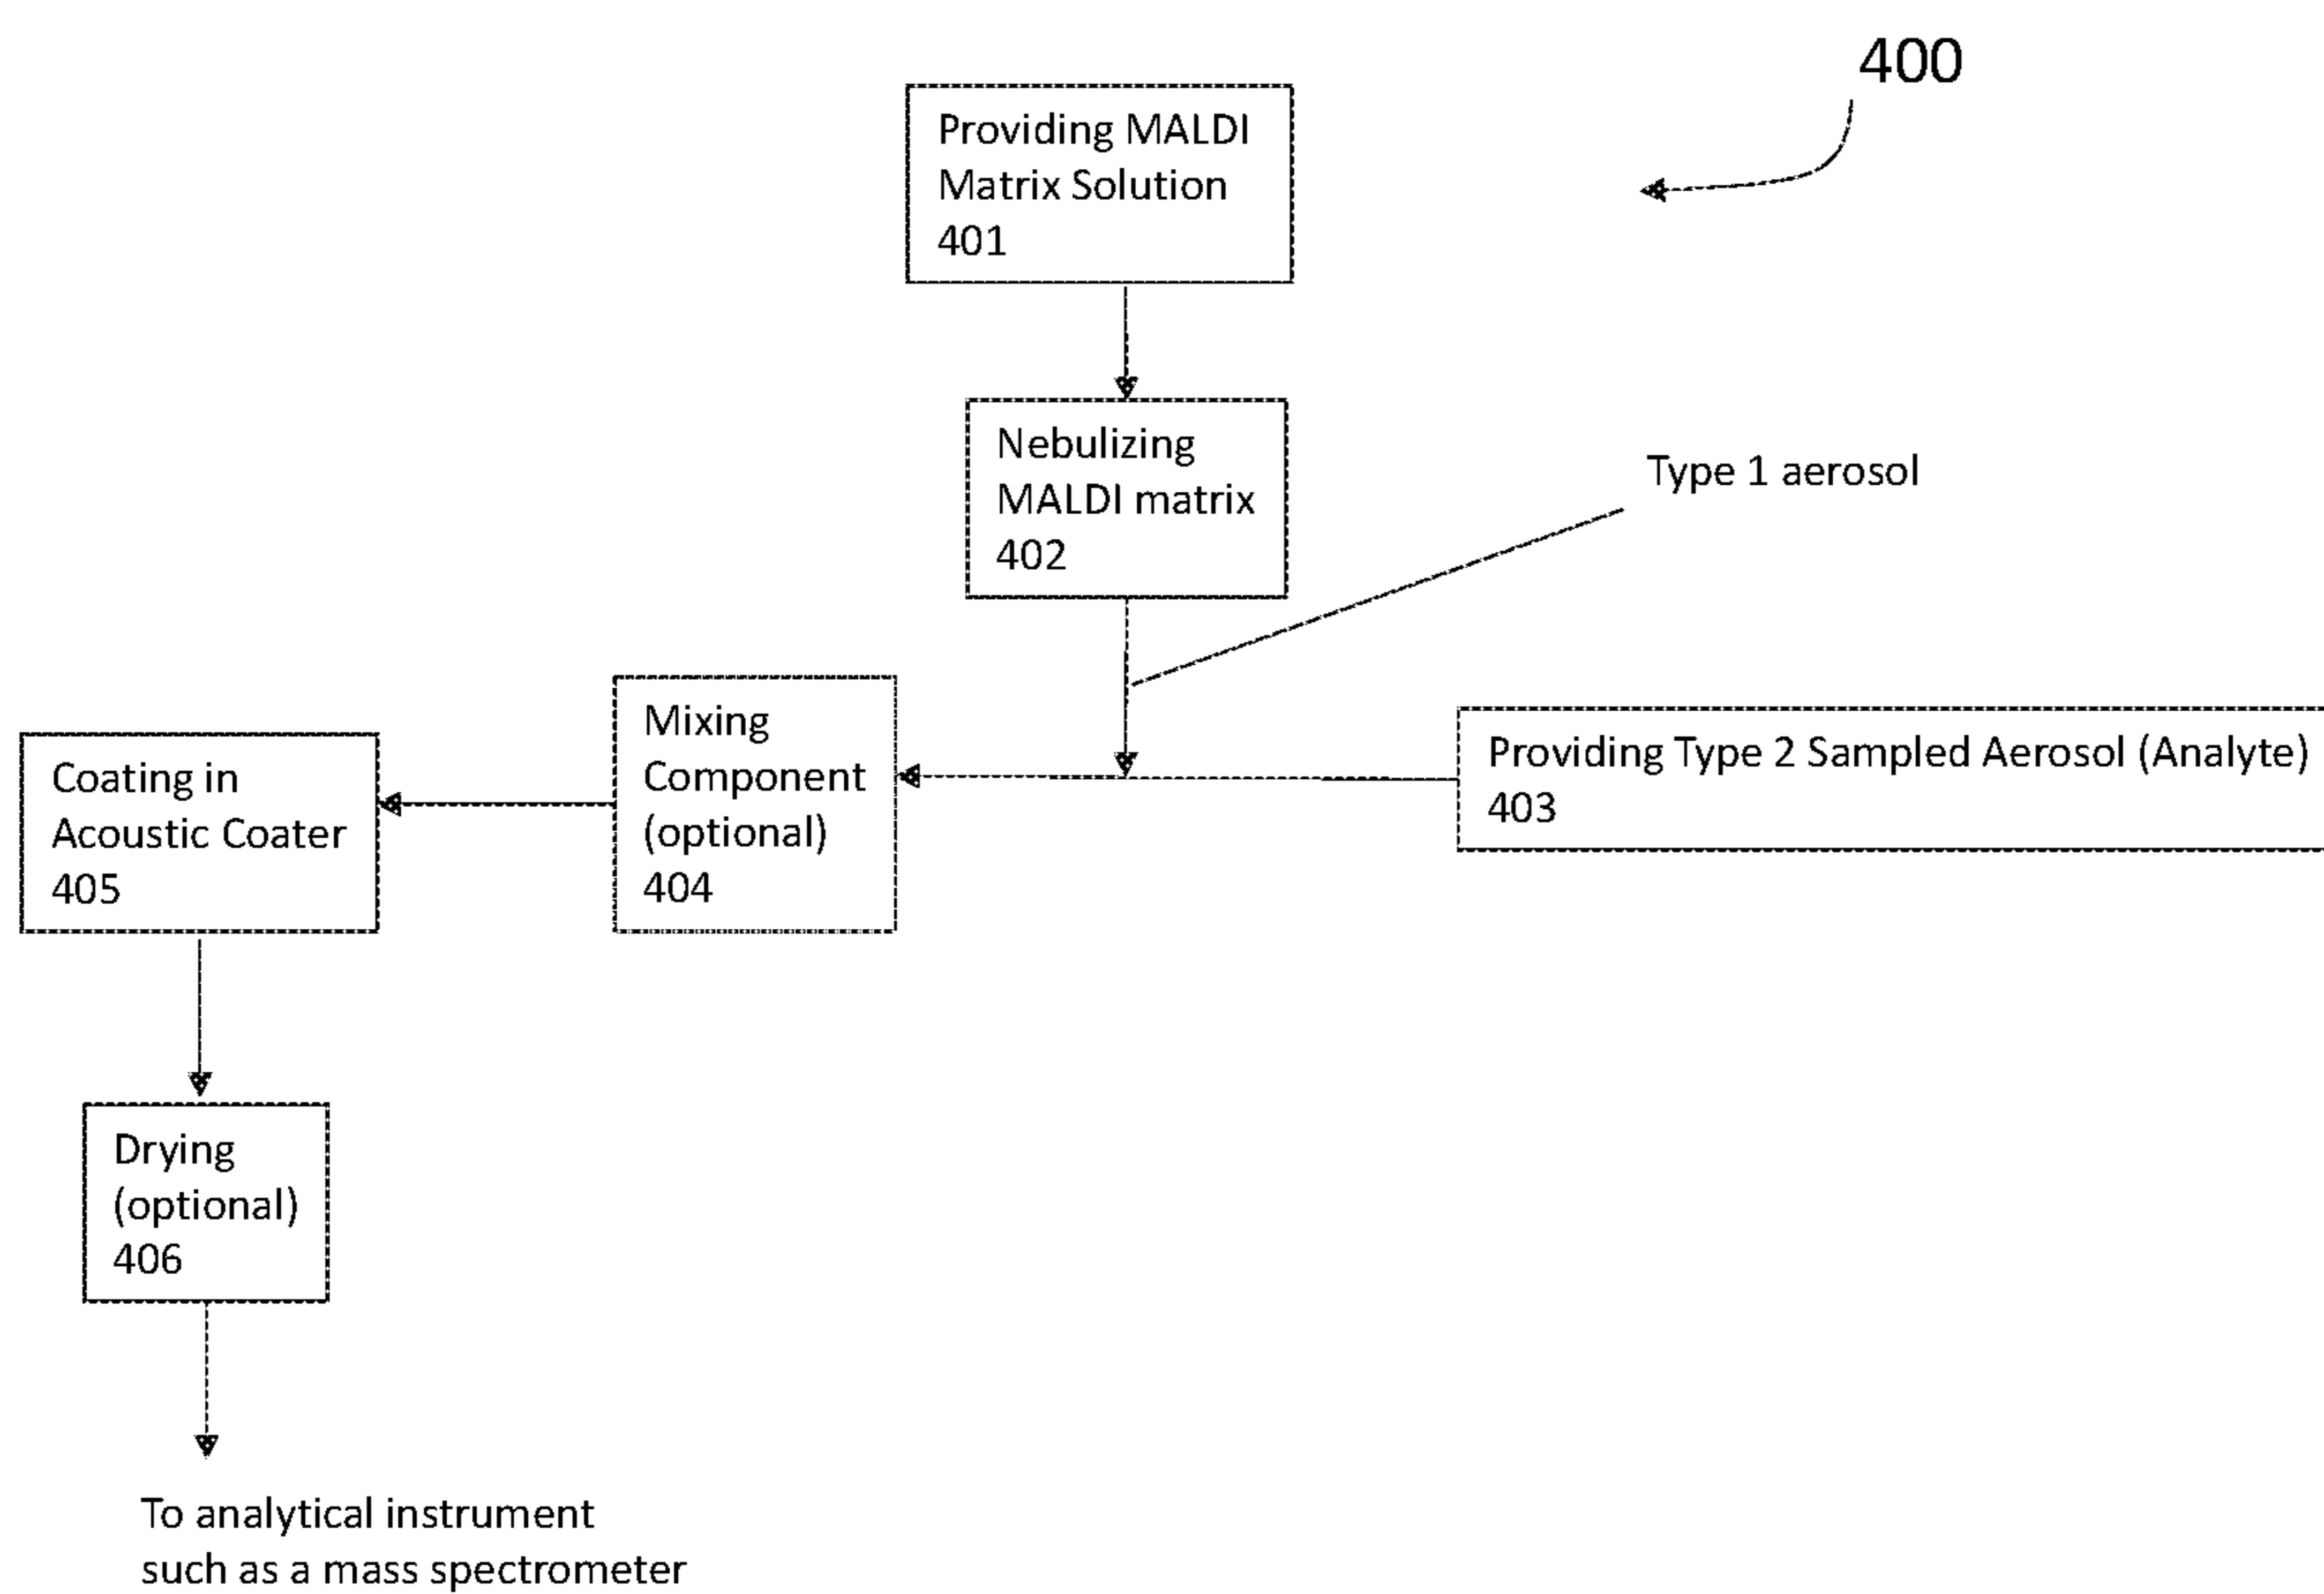 400
Providing MALDI
Matrix Solution
401
Nebulizing
MALDI matrix
402
Type 1 aerosol
Mixing
Component
(optional)
404
Providing Type 2 Sampled Aerosol (Analyte)
403
Coating in
Acoustic Coater
405
Drying
(optional)
406
To analytical instrument
such as a mass spectrometer